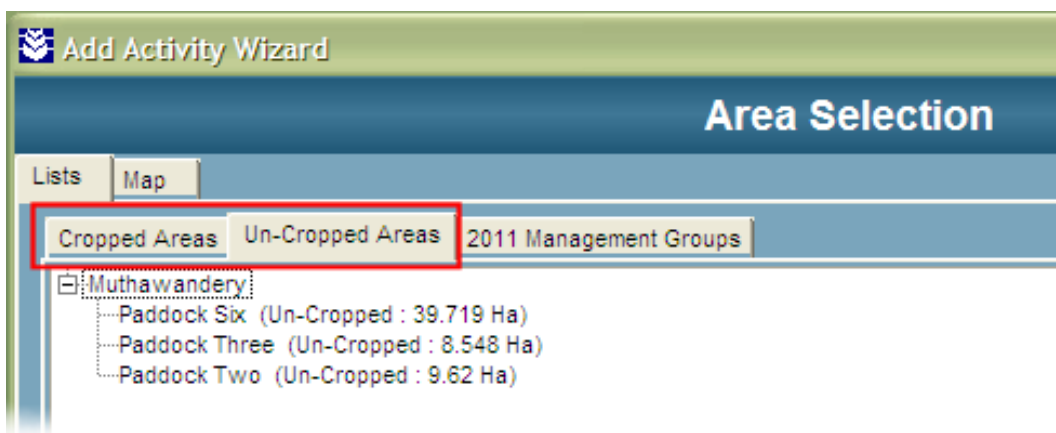 Add Activity Wizard
Area Selection
Lists Map
Cropped Areas Un-Cropped Areas 2011 Management Groups
Muthawandery
Paddock Six (Un-Cropped : 39.719 Ha)
Paddock Three (Un-Cropped : 8.548 Ha)
Paddock Two (Un-Cropped : 9.62 Ha)